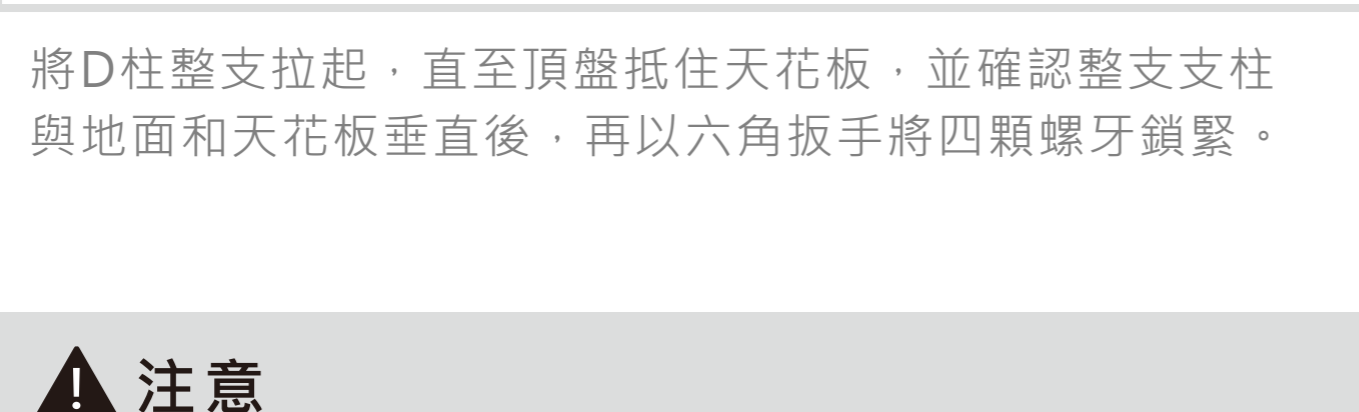 將D柱整支拉起，直至頂盤抵住天花板，並確認整支支柱
與地面和天花板垂直後，再以六角扳手將四顆螺牙鎖緊。
注意